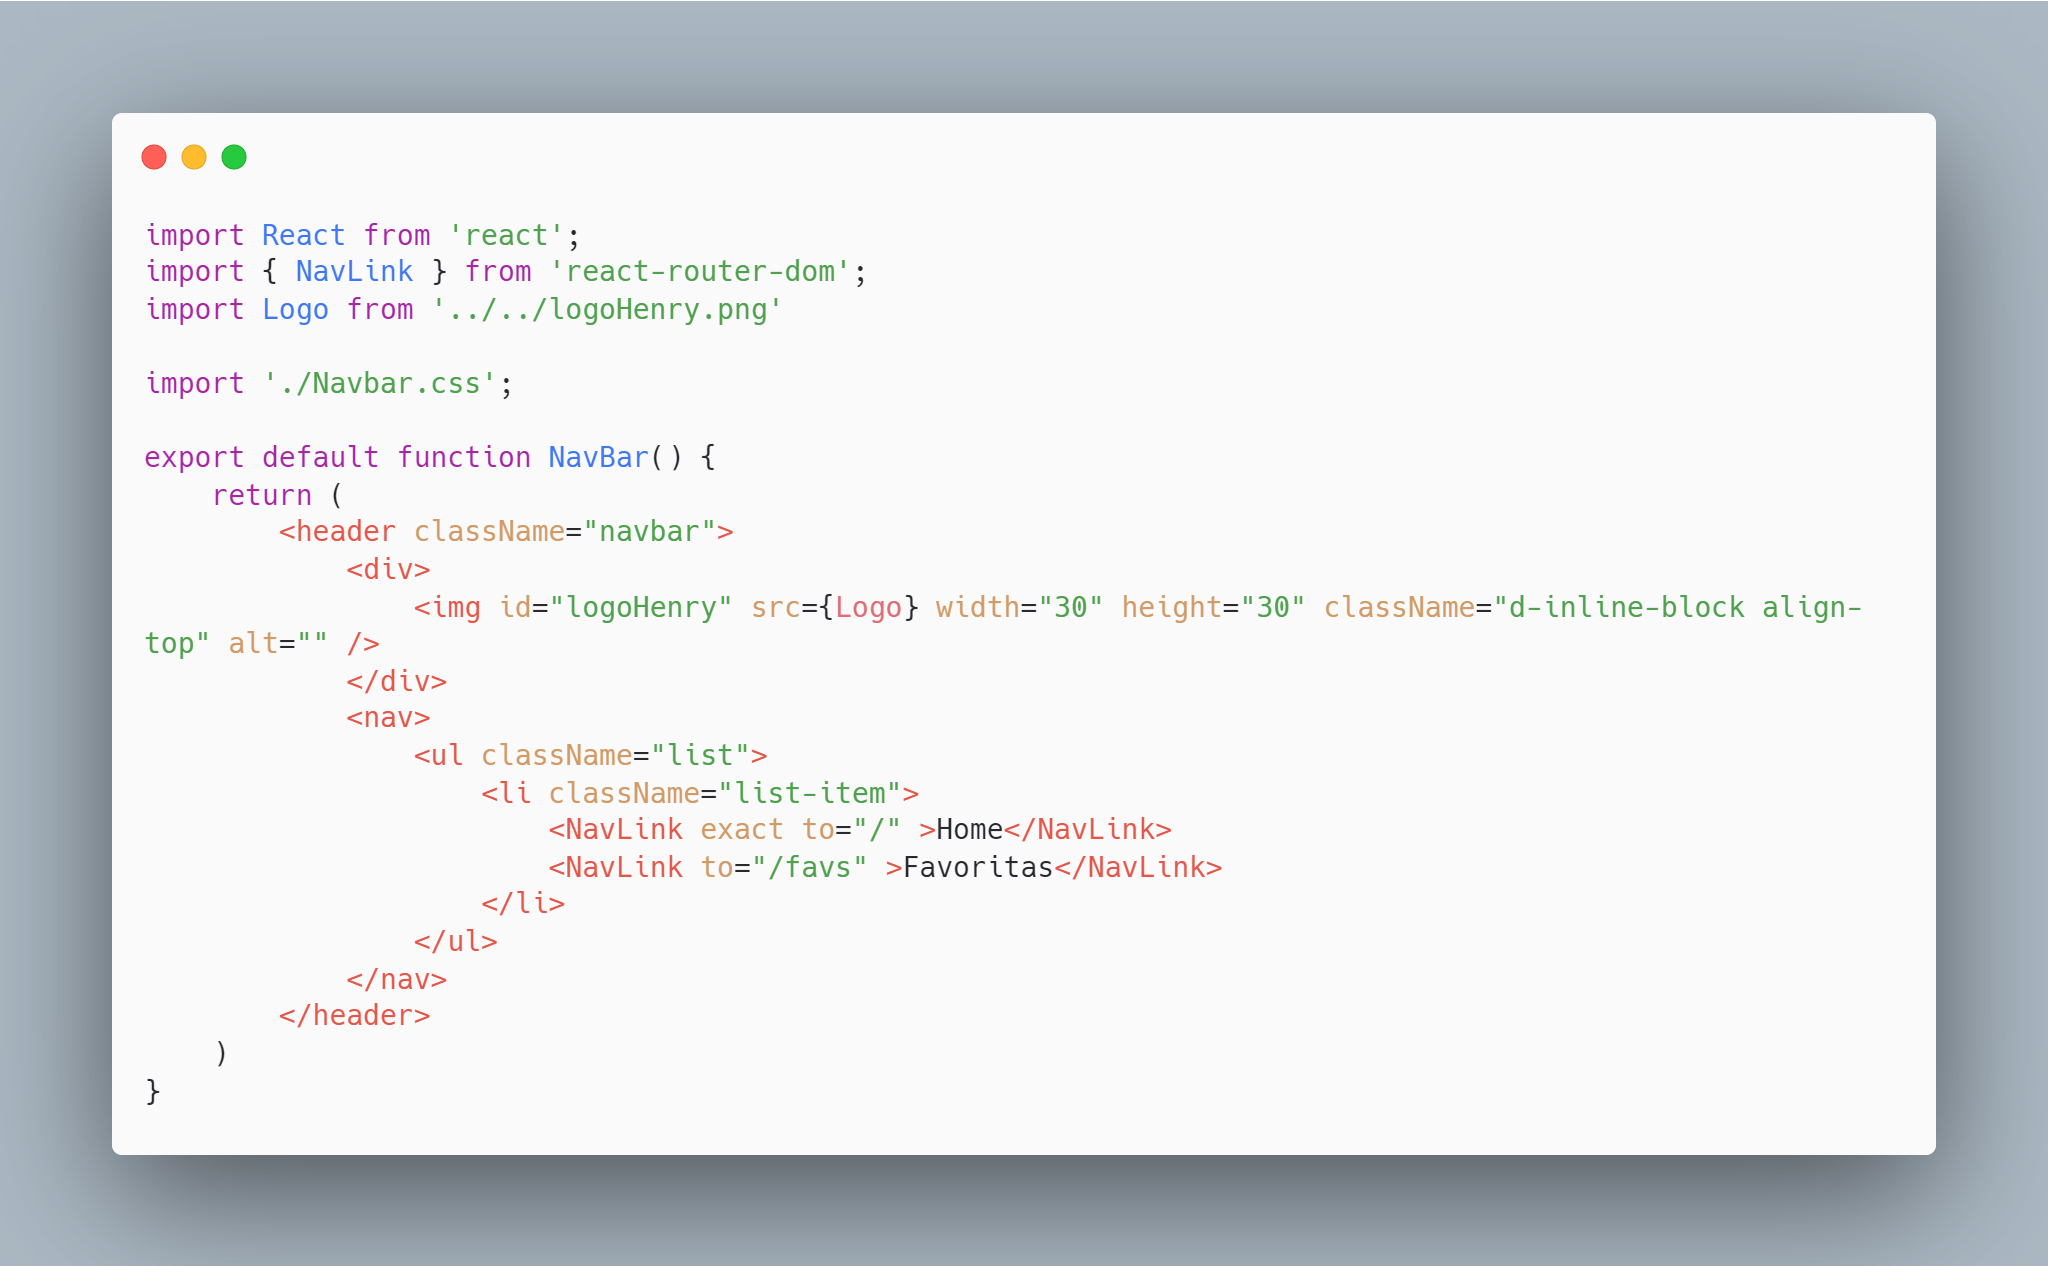 import React from 'react';
import { NavLink } from 'react-router-dom';
import Logo from '../../logoHenry.png'

import './Navbar.css';

export default function NavBar() {
    return (
        <header className="navbar">
            <div>
                <img id="logoHenry" src={Logo} width="30" height="30" className="d-inline-block align-
top" alt="" />
            </div>
            <nav>
                <ul className="list">
                    <li className="list-item">
                        <NavLink exact to="/" >Home</NavLink>
                        <NavLink to="/favs" >Favoritas</NavLink>
                    </li>
                </ul>
            </nav>
        </header>
    )
}